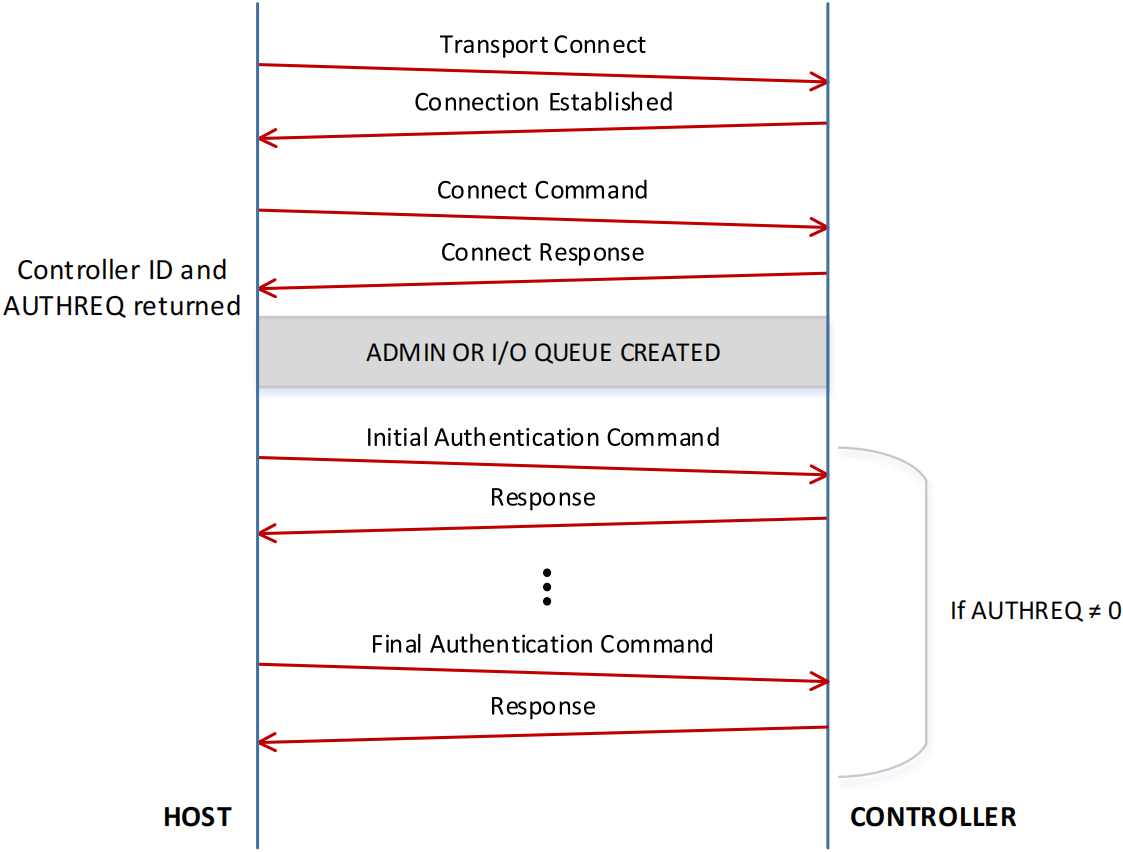 Transport Connect
Connection Established
Connect Command
Connect Response
Controller ID and
AUTHREQ returned
ADMIN OR I/O QUEUE CREATED
Initial Authentication Command
Response
If AUTHREQ ≠ 0
Final Authentication Command
Response
HOST
CONTROLLER